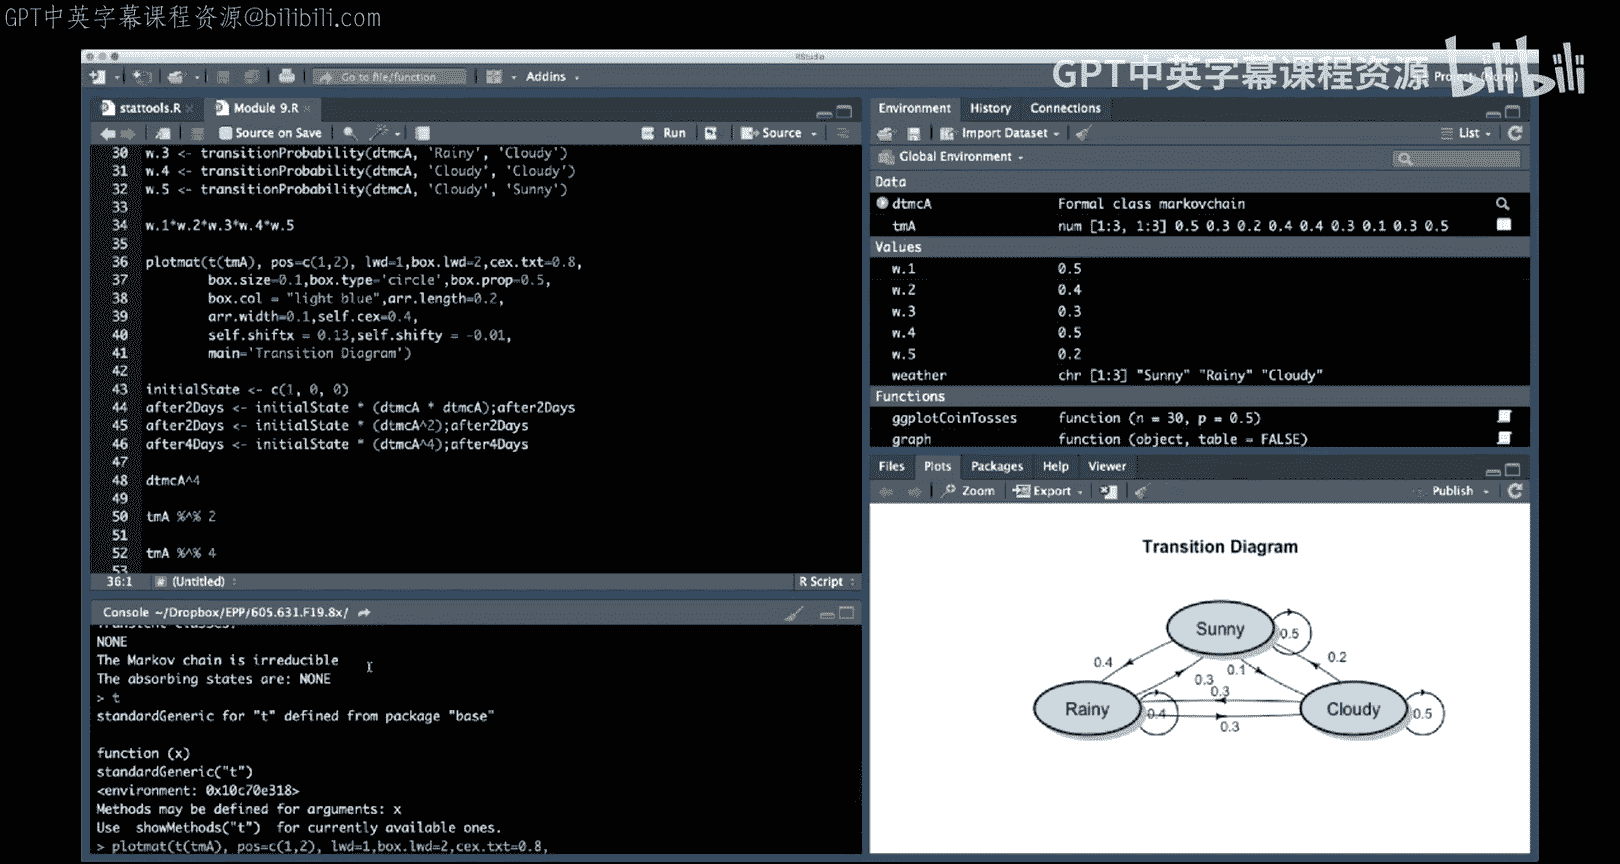 GPT中英字幕课程资源@bilibili.com
RStudio
GPT中英字幕课程资源 bilibili
Go to file/function
Addins
stattools.R
Module 9.R
Source on Save
Run
Source
30 w.3 <- transitionProbability(dtmcA, 'Rainy', 'Cloudy')
31 w.4 <- transitionProbability(dtmcA, 'Cloudy', 'Cloudy')
32 w.5 <- transitionProbability(dtmcA, 'Cloudy', 'Sunny')
33
34 w.1*w.2*w.3*w.4*w.5
35
36 plotmat(t(tmA), pos=c(1,2), lwd=1,box.lwd=2,cex.txt=0.8,
37 box.size=0.1,box.type='circle',box.prop=0.5,
38 box.col = "light blue",arr.length=0.2,
39 arr.width=0.1,self.cex=0.4,
40 self.shiftx = 0.13,self.shifty = -0.01,
41 main='Transition Diagram')
42
43 initialState <- c(1, 0, 0)
44 after2Days <- initialState * (dtmcA * dtmcA);after2Days
45 after2Days <- initialState * (dtmcA^2);after2Days
46 after4Days <- initialState * (dtmcA^4);after4Days
47
48 dtmcA^4
49
50 tmA %^% 2
51
52 tmA %^% 4
53
36:1 (Untitled) R Script
Console ~/Dropbox/EPP/605.631.F19.8x/
NONE
The Markov chain is irreducible
The absorbing states are: NONE
> t
standardGeneric for "t" defined from package "base"
function (x)
standardGeneric("t")
<environment: 0x10c70e318>
Methods may be defined for arguments: x
Use showMethods("t") for currently available ones.
> plotmat(t(tmA), pos=c(1,2), lwd=1,box.lwd=2,cex.txt=0.8,
Environment History Connections
Import Dataset
List
Global Environment
Data
dtmcA Formal class markovchain
tmA num [1:3, 1:3] 0.5 0.3 0.2 0.4 0.4 0.3 0.1 0.3 0.5
Values
w.1 0.5
w.2 0.4
w.3 0.3
w.4 0.5
w.5 0.2
weather chr [1:3] "Sunny" "Rainy" "Cloudy"
Functions
ggplotCoinTosses function (n = 30, p = 0.5)
graph function (object, table = FALSE)
Files Plots Packages Help Viewer
Zoom Export Publish
Transition Diagram
Sunny
0.5
0.4
0.2
0.1
0.3
0.3
Rainy
0.4
Cloudy
0.5
0.3